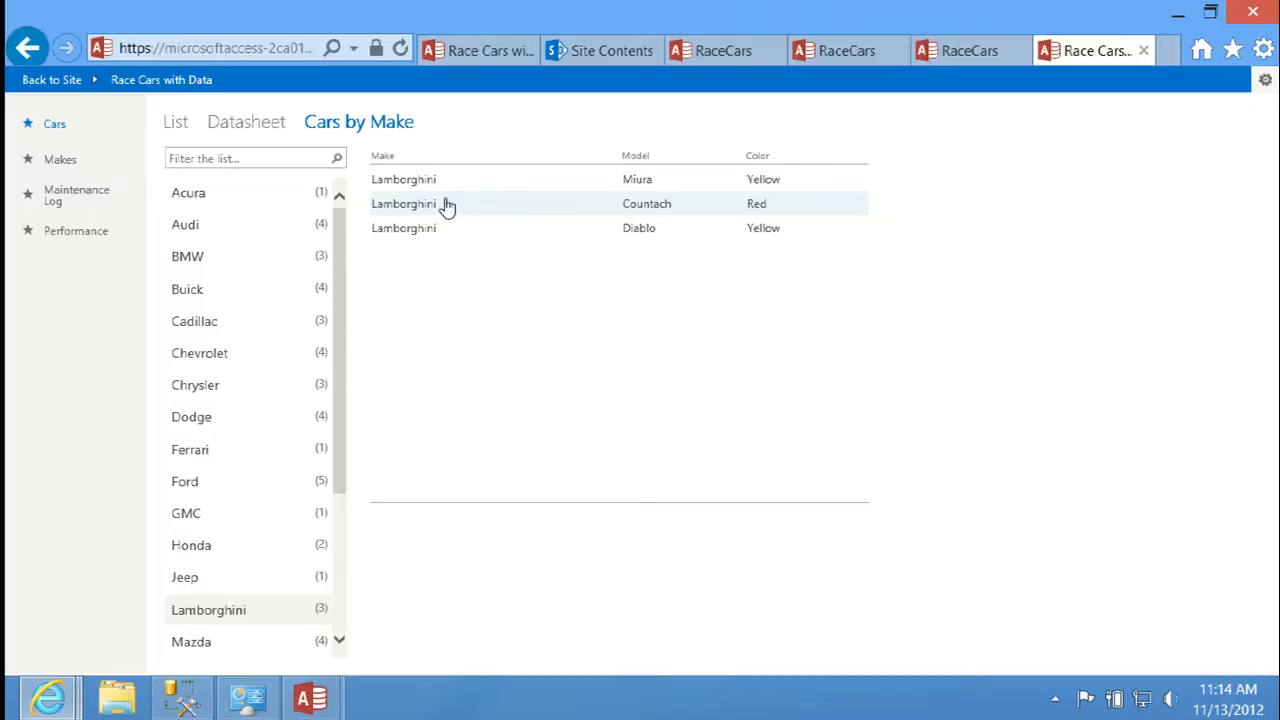 https://microsoftaccess-2ca01...
Race Cars wi...
Site Contents
RaceCars
RaceCars
RaceCars
Race Cars...
Back to Site
Race Cars with Data
Cars
Makes
Maintenance
Log
Performance
List Datasheet Cars by Make
Filter the list...
Acura (1)
Audi (4)
BMW (3)
Buick (4)
Cadillac (3)
Chevrolet (4)
Chrysler (3)
Dodge (4)
Ferrari (1)
Ford (5)
GMC (1)
Honda (2)
Jeep (1)
Lamborghini (3)
Mazda (4)
Make Model Color
Lamborghini Miura Yellow
Lamborghini Countach Red
Lamborghini Diablo Yellow
11:14 AM
11/13/2012